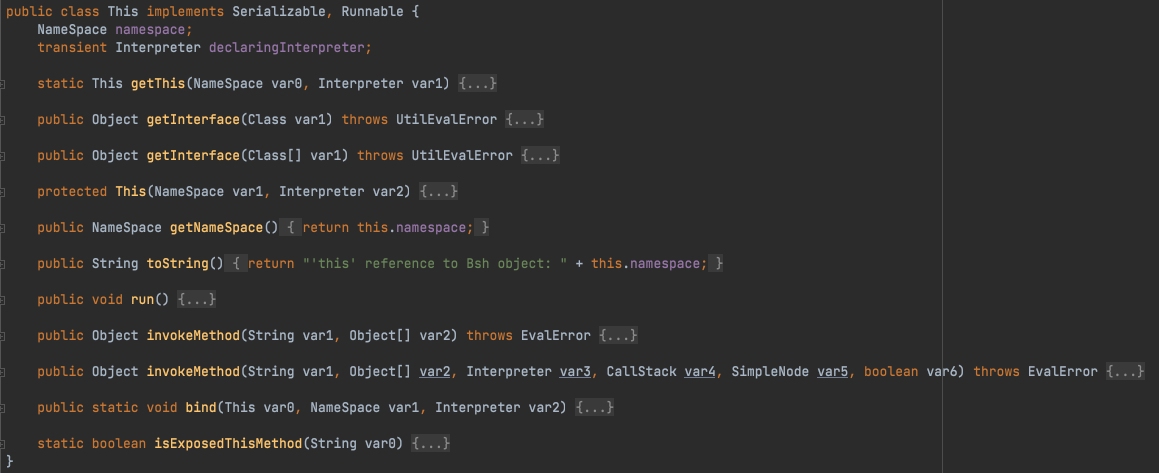 public class This implements Serializable, Runnable {
NameSpace namespace;
transient Interpreter declaringInterpreter;
static This getThis(NameSpace var0, Interpreter var1) {...}
public Object getInterface(Class var1) throws UtilEvalError {...}
public Object getInterface(Class[] var1) throws UtilEvalError {...}
protected This(NameSpace var1, Interpreter var2) {...}
public NameSpace getNameSpace() { return this.namespace; }
public String toString() { return "'this' reference to Bsh object: " + this.namespace; }
public void run() {...}
public Object invokeMethod(String var1, Object[] var2) throws EvalError {...}
public Object invokeMethod(String var1, Object[] var2, Interpreter var3, CallStack var4, SimpleNode var5, boolean var6) throws EvalError {...}
public static void bind(This var0, NameSpace var1, Interpreter var2) {...}
static boolean isExposedThisMethod(String var0) {...}
}